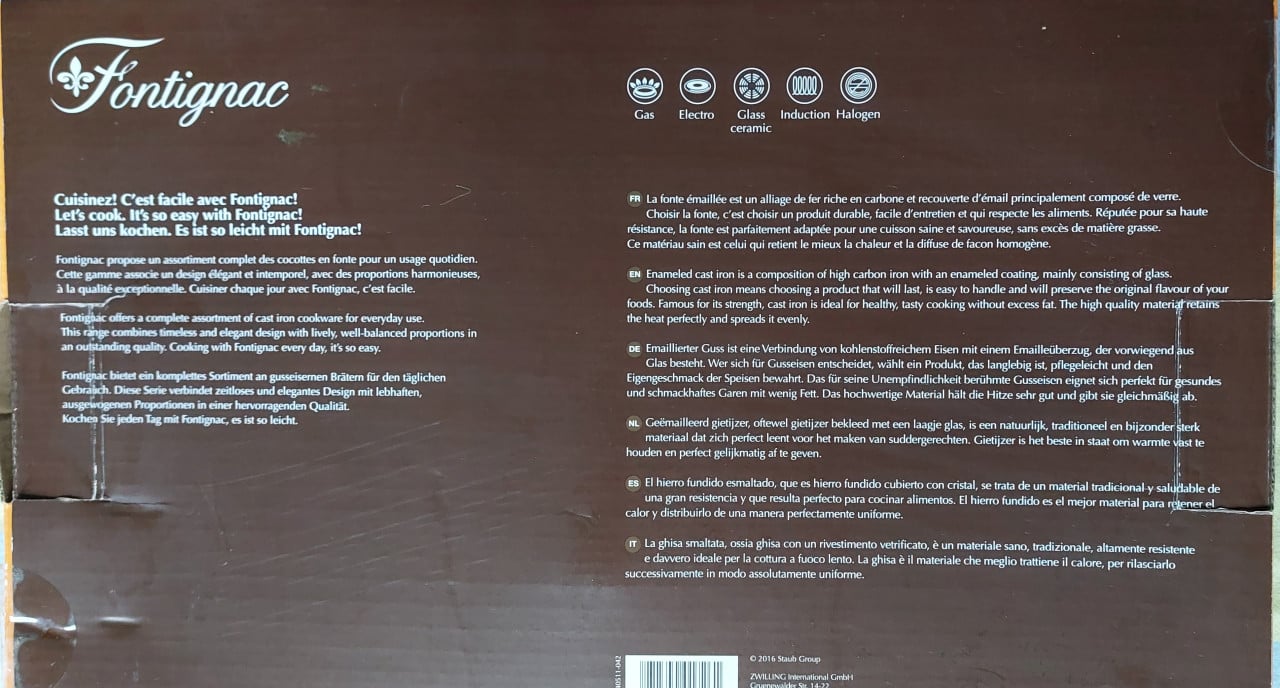 Fontignac
Gas Electro Glass ceramic Induction Halogen
Cuisinez! C'est facile avec Fontignac!
Let's cook. It's so easy with Fontignac!
Lasst uns kochen. Es ist so leicht mit Fontignac!
Fontignac propose un assortiment complet des cocottes en fonte pour un usage quotidien.
Cette gamme associe un design élégant et intemporel, avec des proportions harmonieuses,
à la qualité exceptionnelle. Cuisiner chaque jour avec Fontignac, c'est facile.
Fontignac offers a complete assortment of cast iron cookware for everyday use.
This range combines timeless and elegant design with lively, well-balanced proportions in
an outstanding quality. Cooking with Fontignac every day, it's so easy.
Fontignac bietet ein komplettes Sortiment an gusseisernen Brätern für den täglichen
Gebrauch. Diese Serie verbindet zeitloses und elegantes Design mit lebhaften,
ausgewogenen Proportionen in einer hervorragenden Qualität.
Kochen Sie jeden Tag mit Fontignac, es ist so leicht.
FR La fonte émaillée est un alliage de fer riche en carbone et recouverte d'émail principalement composé de verre.
Choisir la fonte, c'est choisir un produit durable, facile d'entretien et qui respecte les aliments. Réputée pour sa haute
résistance, la fonte est parfaitement adaptée pour une cuisson saine et savoureuse, sans excès de matière grasse.
Ce matériau sain est celui qui retient le mieux la chaleur et la diffuse de facon homogène.
EN Enameled cast iron is a composition of high carbon iron with an enameled coating, mainly consisting of glass.
Choosing cast iron means choosing a product that will last, is easy to handle and will preserve the original flavour of your
foods. Famous for its strength, cast iron is ideal for healthy, tasty cooking without excess fat. The high quality material retains
the heat perfectly and spreads it evenly.
DE Emaillierter Guss ist eine Verbindung von kohlenstoffreichem Eisen mit einem Emailleüberzug, der vorwiegend aus
Glas besteht. Wer sich für Gusseisen entscheidet, wählt ein Produkt, das langlebig ist, pflegeleicht und den
Eigengeschmack der Speisen bewahrt. Das für seine Unempfindlichkeit berühmte Gusseisen eignet sich perfekt für gesundes
und schmackhaftes Garen mit wenig Fett. Das hochwertige Material hält die Hitze sehr gut und gibt sie gleichmäßig ab.
NL Geëmailleerd gietijzer, oftewel gietijzer bekleed met een laagje glas, is een natuurlijk, traditioneel en bijzonder sterk
materiaal dat zich perfect leent voor het maken van suddergerechten. Gietijzer is het beste in staat om warmte vast te
houden en perfect gelijkmatig af te geven.
ES El hierro fundido esmaltado, que es hierro fundido cubierto con cristal, se trata de un material tradicional y saludable de
una gran resistencia y que resulta perfecto para cocinar alimentos. El hierro fundido es el mejor material para retener el
calor y distribuirlo de una manera perfectamente uniforme.
IT La ghisa smaltata, ossia ghisa con un rivestimento vetrificato, è un materiale sano, tradizionale, altamente resistente
e davvero ideale per la cottura a fuoco lento. La ghisa è il materiale che meglio trattiene il calore, per rilasciarlo
successivamente in modo assolutamente uniforme.
© 2016 Staub Group
ZWILLING International GmbH
Gruenewalder Str. 14-22